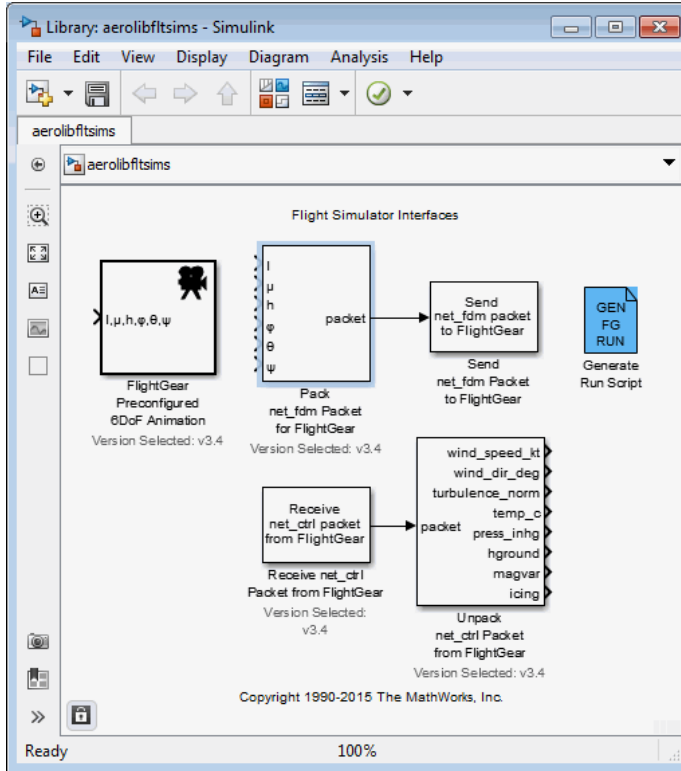 Library: aerolibfltsims - Simulink
File Edit View Display Diagram Analysis Help
aerolibfltsims
aerolibfltsims
Flight Simulator Interfaces
l,μ,h,φ,θ,ψ
FlightGear
Preconfigured
6DoF Animation
Version Selected: v3.4
l
μ
h
φ
θ
ψ
packet
Pack
net_fdm Packet
for FlightGear
Version Selected: v3.4
Send
net_fdm packet
to FlightGear
Send
net_fdm Packet
to FlightGear
GEN
FG
RUN
Generate
Run Script
Receive
net_ctrl packet
from FlightGear
Receive net_ctrl
Packet from FlightGear
Version Selected:
v3.4
packet
wind_speed_kt
wind_dir_deg
turbulence_norm
temp_c
press_inhg
hground
magvar
icing
Unpack
net_ctrl Packet
from FlightGear
Version Selected: v3.4
Copyright 1990-2015 The MathWorks, Inc.
Ready 100%